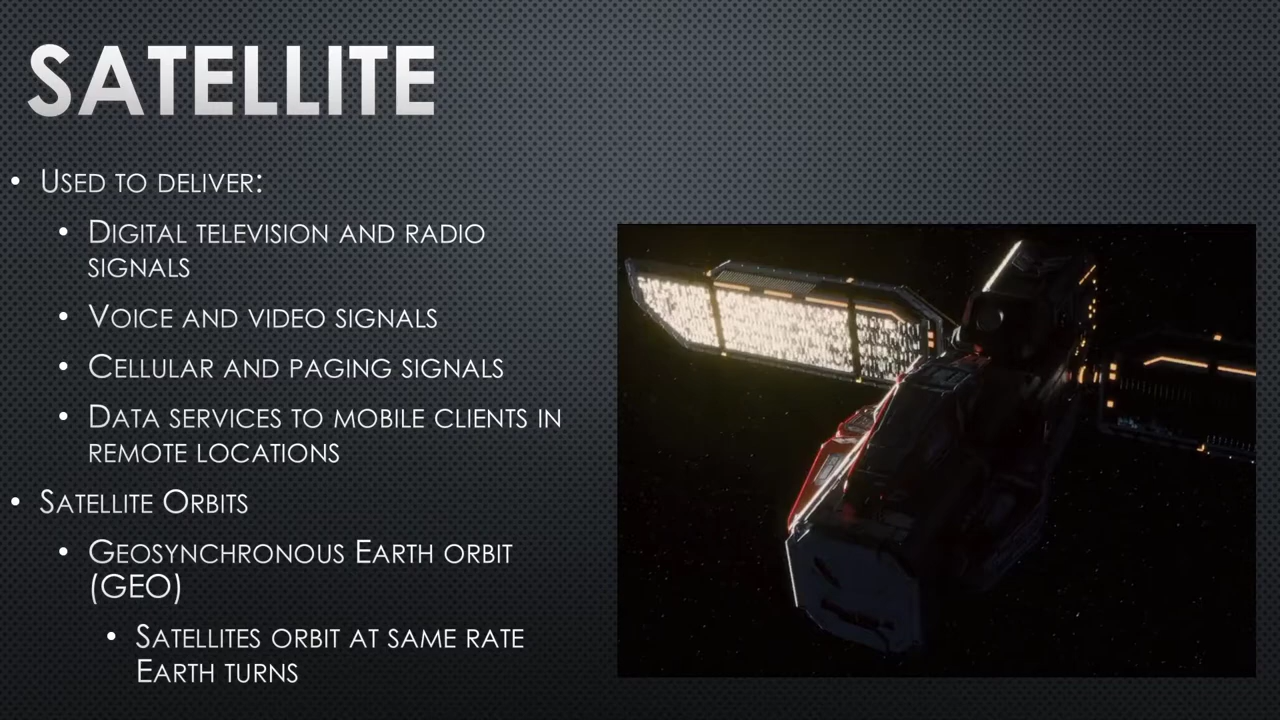 SATELLITE
• USED TO DELIVER:
• DIGITAL TELEVISION AND RADIO
SIGNALS
• VOICE AND VIDEO SIGNALS
• CELLULAR AND PAGING SIGNALS
• DATA SERVICES TO MOBILE CLIENTS IN
REMOTE LOCATIONS
• SATELLITE ORBITS
• GEOSYNCHRONOUS EARTH ORBIT
(GEO)
• SATELLITES ORBIT AT SAME RATE
EARTH TURNS